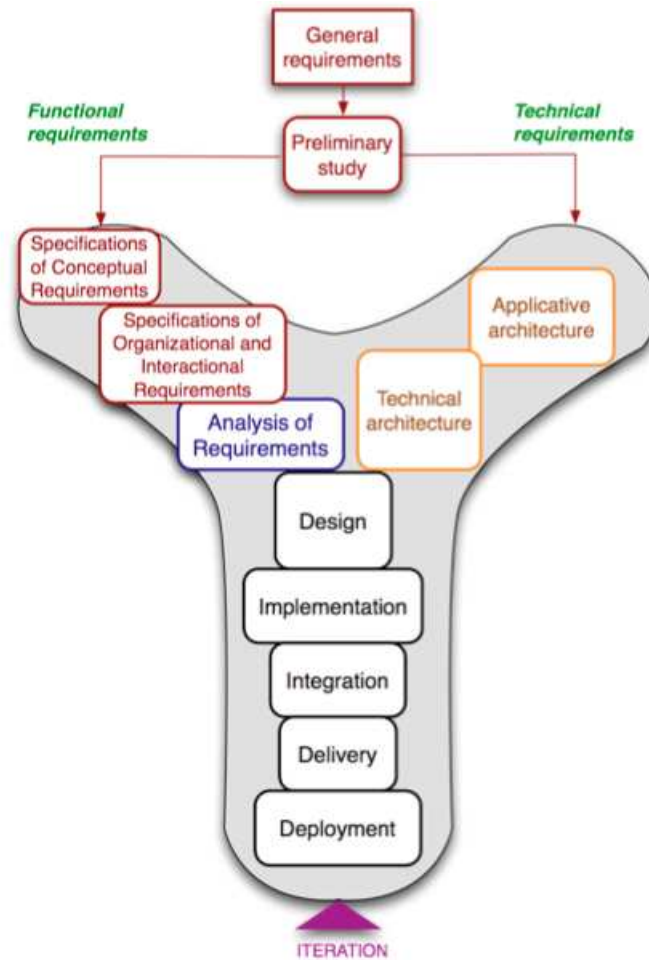 General
requirements
Functional
requirements
Technical
requirements
Preliminary
study
Specifications
of Conceptual
Requirements
Specifications of
Organizational and
Interactional
Requirements
Applicative
architecture
Analysis of
Requirements
Technical
architecture
Design
Implementation
Integration
Delivery
Deployment
ITERATION